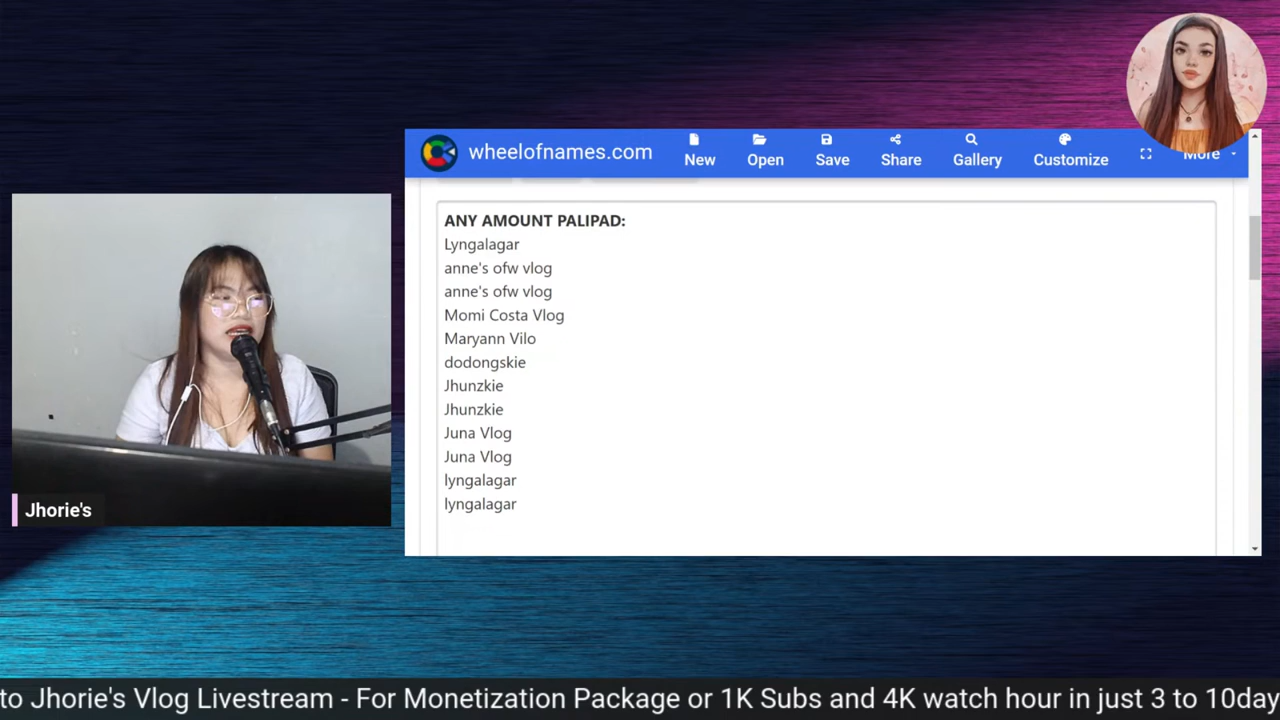 wheelofnames.com
New
Open
Save
Share
Gallery
Customize
More
ANY AMOUNT PALIPAD:
Lyngalagar
anne's ofw vlog
anne's ofw vlog
Momi Costa Vlog
Maryann Vilo
dodongskie
Jhunzkie
Jhunzkie
Juna Vlog
Juna Vlog
lyngalagar
lyngalagar
Jhorie's
to Jhorie's Vlog Livestream - For Monetization Package or 1K Subs and 4K watch hour in just 3 to 10day